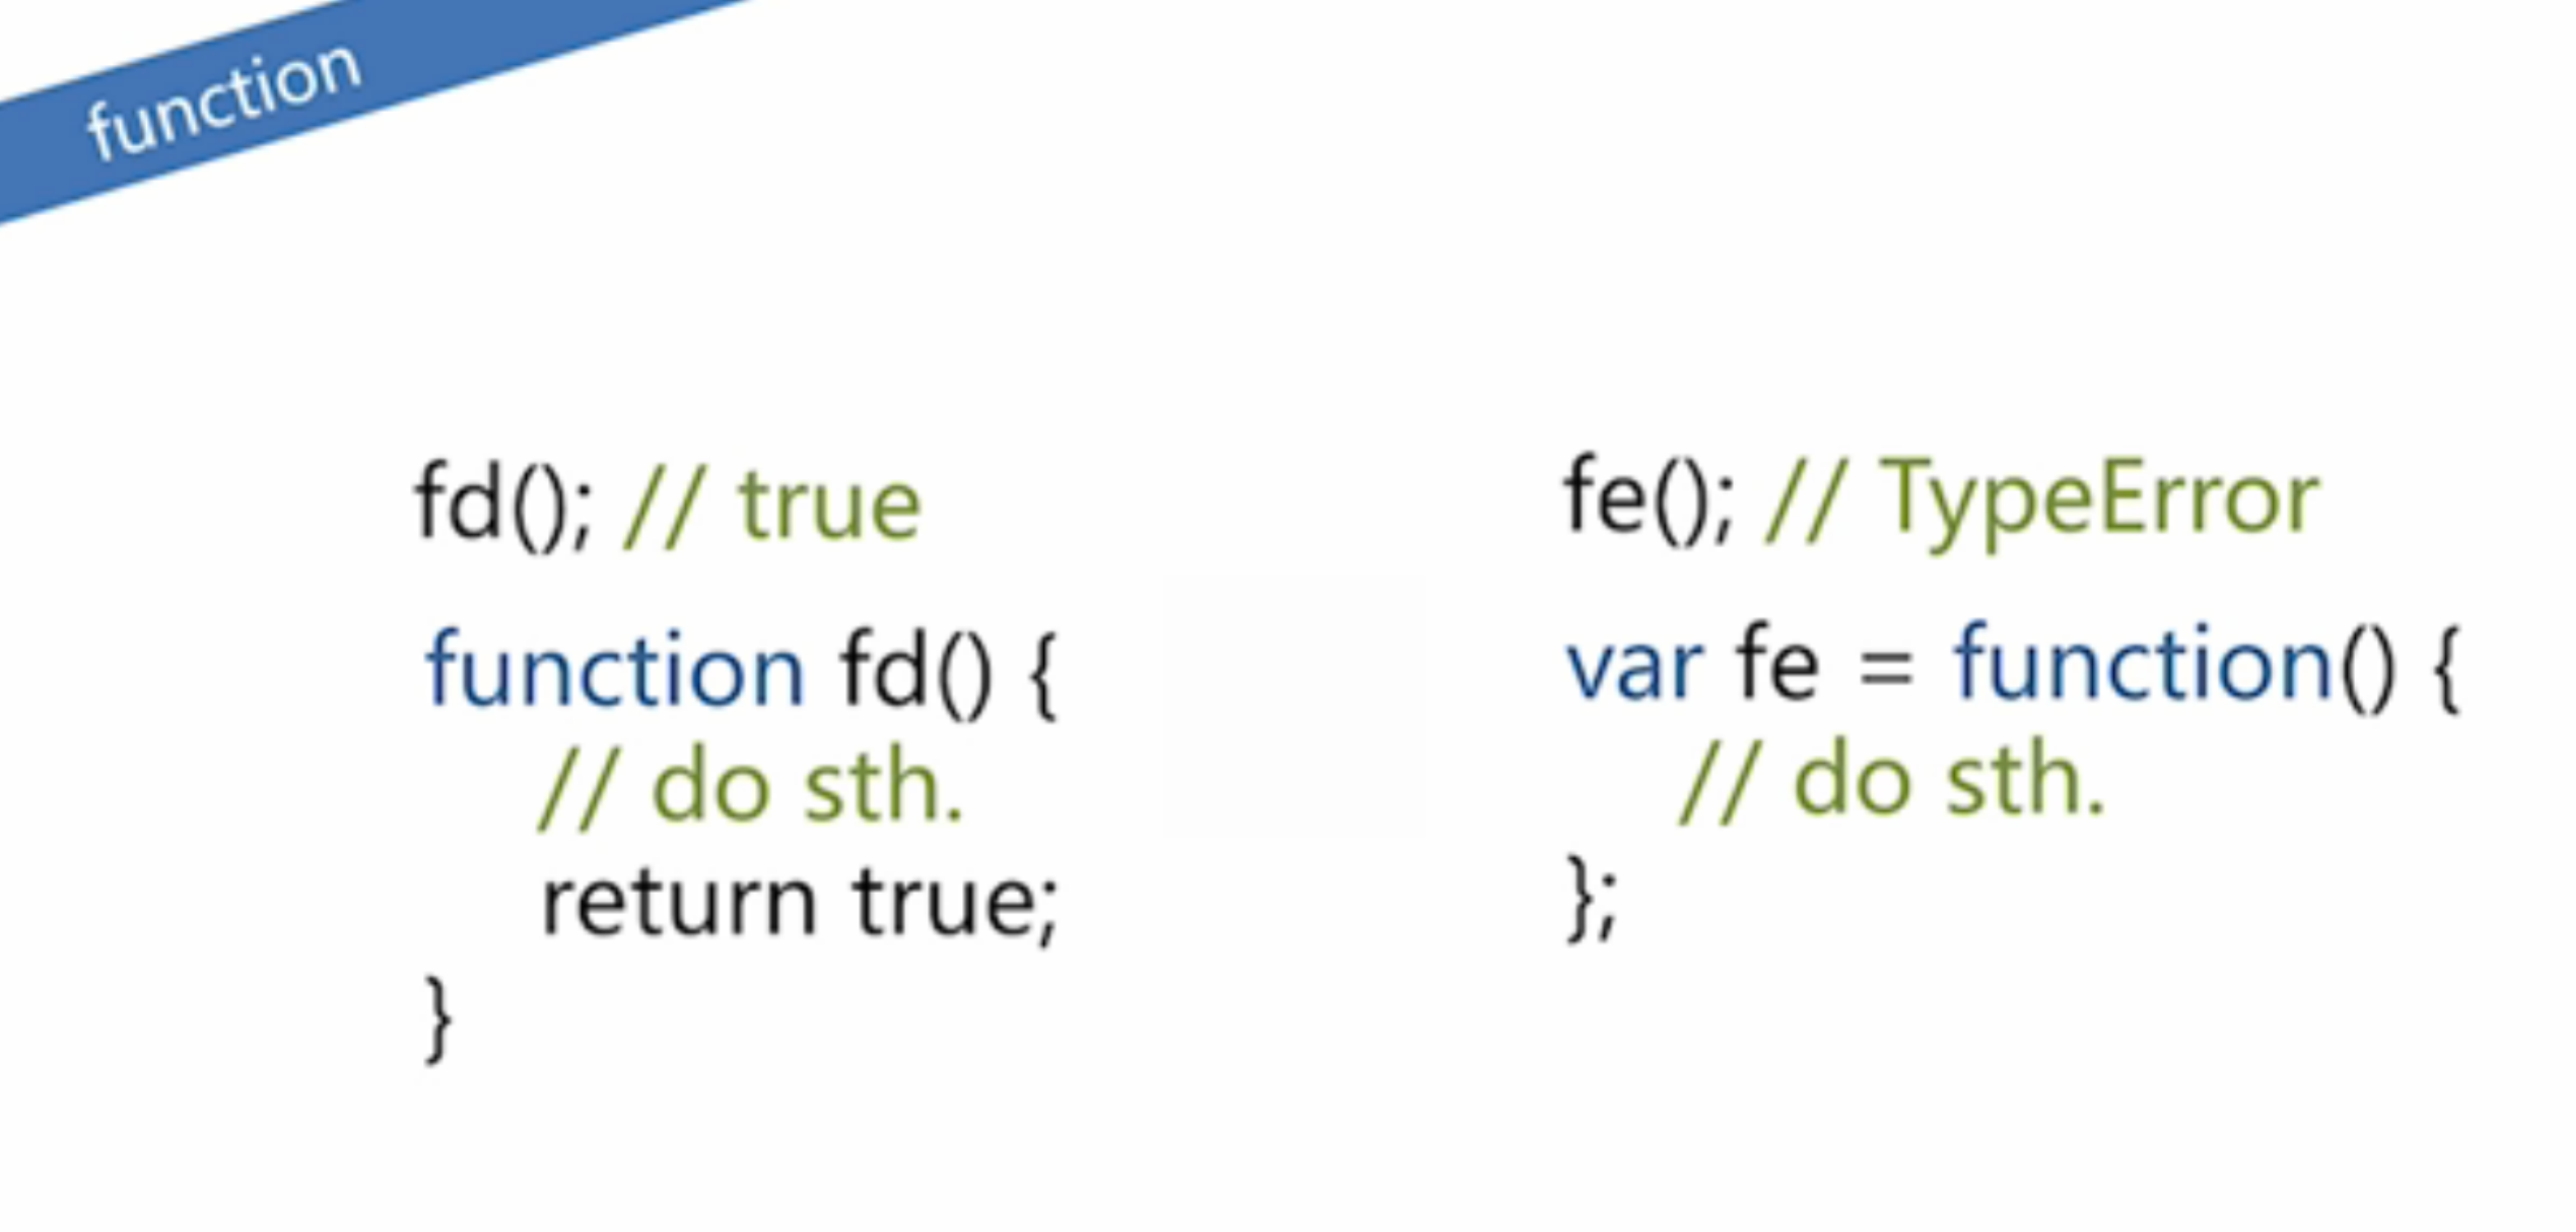 function
fd(); // true
function fd() {
// do sth.
return true;
}
fe(); // TypeError
var fe = function() {
// do sth.
};